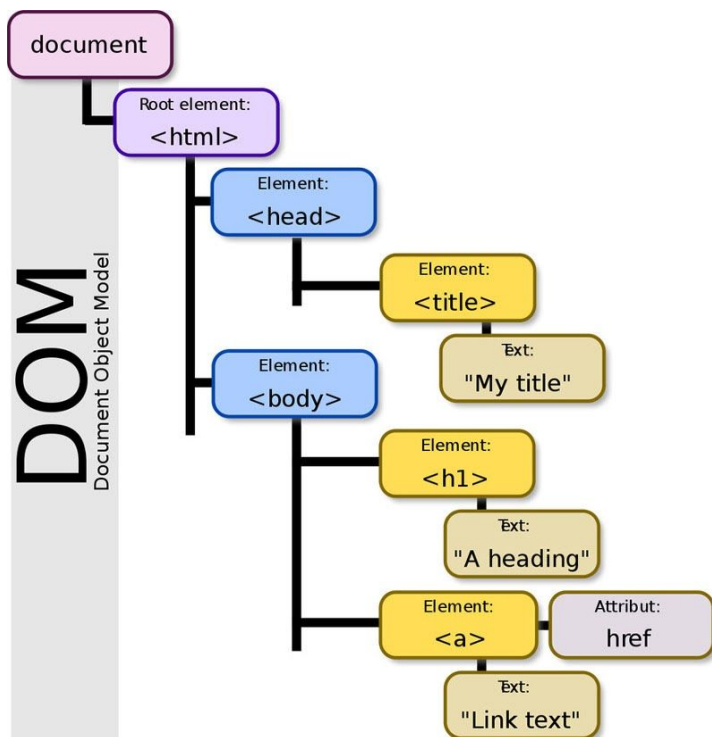 document
Root element:
<html>
Element:
<head>
Element:
<title>
Text:
"My title"
Element:
<body>
Element:
<h1>
Text:
"A heading"
Element:
<a>
Attribut:
href
Text:
"Link text"
DOM
Document Object Model